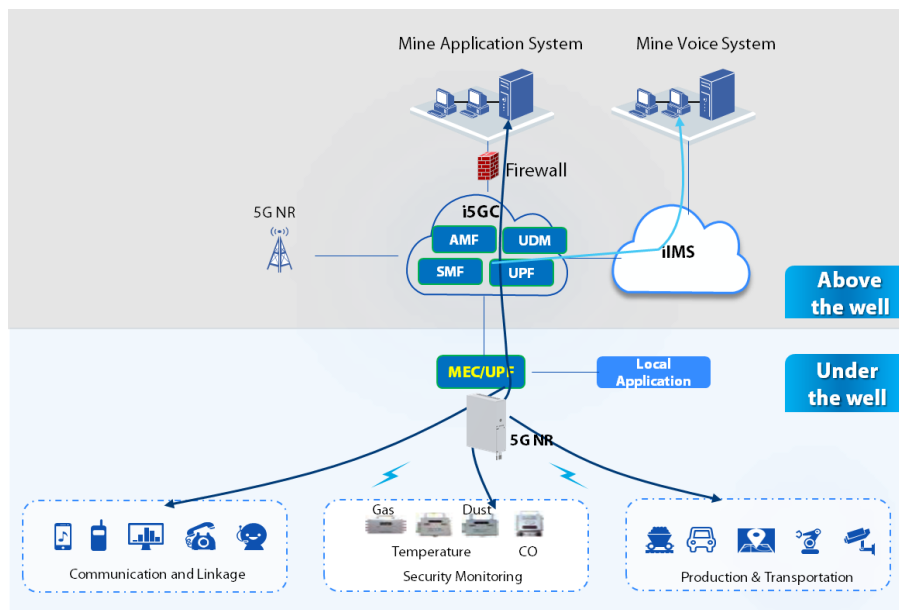 Mine Application System
Mine Voice System
Firewall
5G NR
i5GC
AMF
UDM
SMF
UPF
iIMS
Above
the well
MEC/UPF
Local
Application
Under
the well
5G NR
Gas
Dust
Temperature
CO
Communication and Linkage
Security Monitoring
Production & Transportation